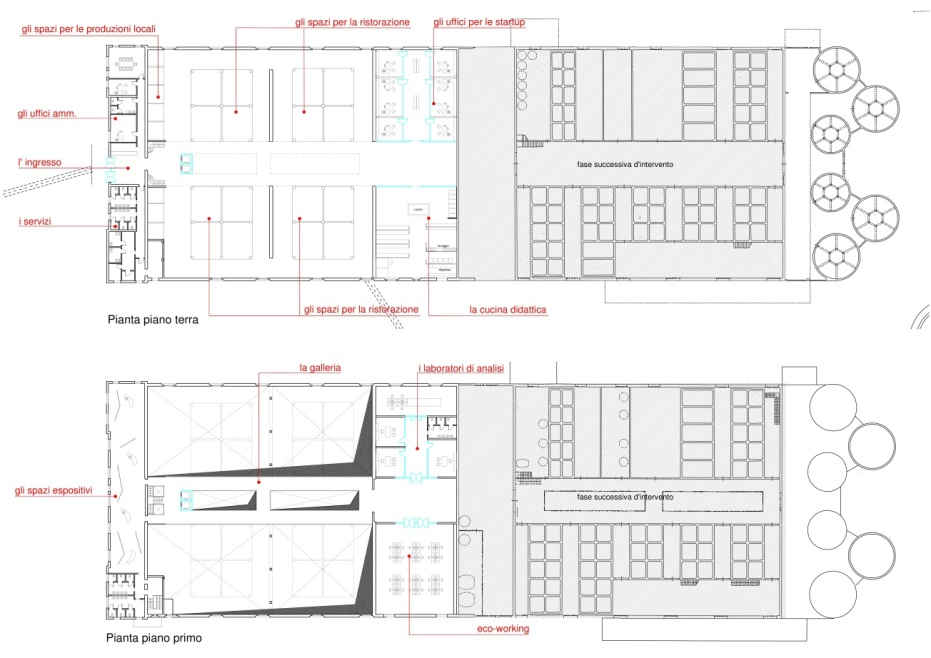 gli spazi per le produzioni locali
gli spazi per la ristorazione
gli uffici per le startup
gli uffici amm.
l' ingresso
i servizi
fase successiva d'intervento
gli spazi per la ristorazione
la cucina didattica
Pianta piano terra
la galleria
i laboratori di analisi
gli spazi espositivi
fase successiva d'intervento
eco-working
Pianta piano primo